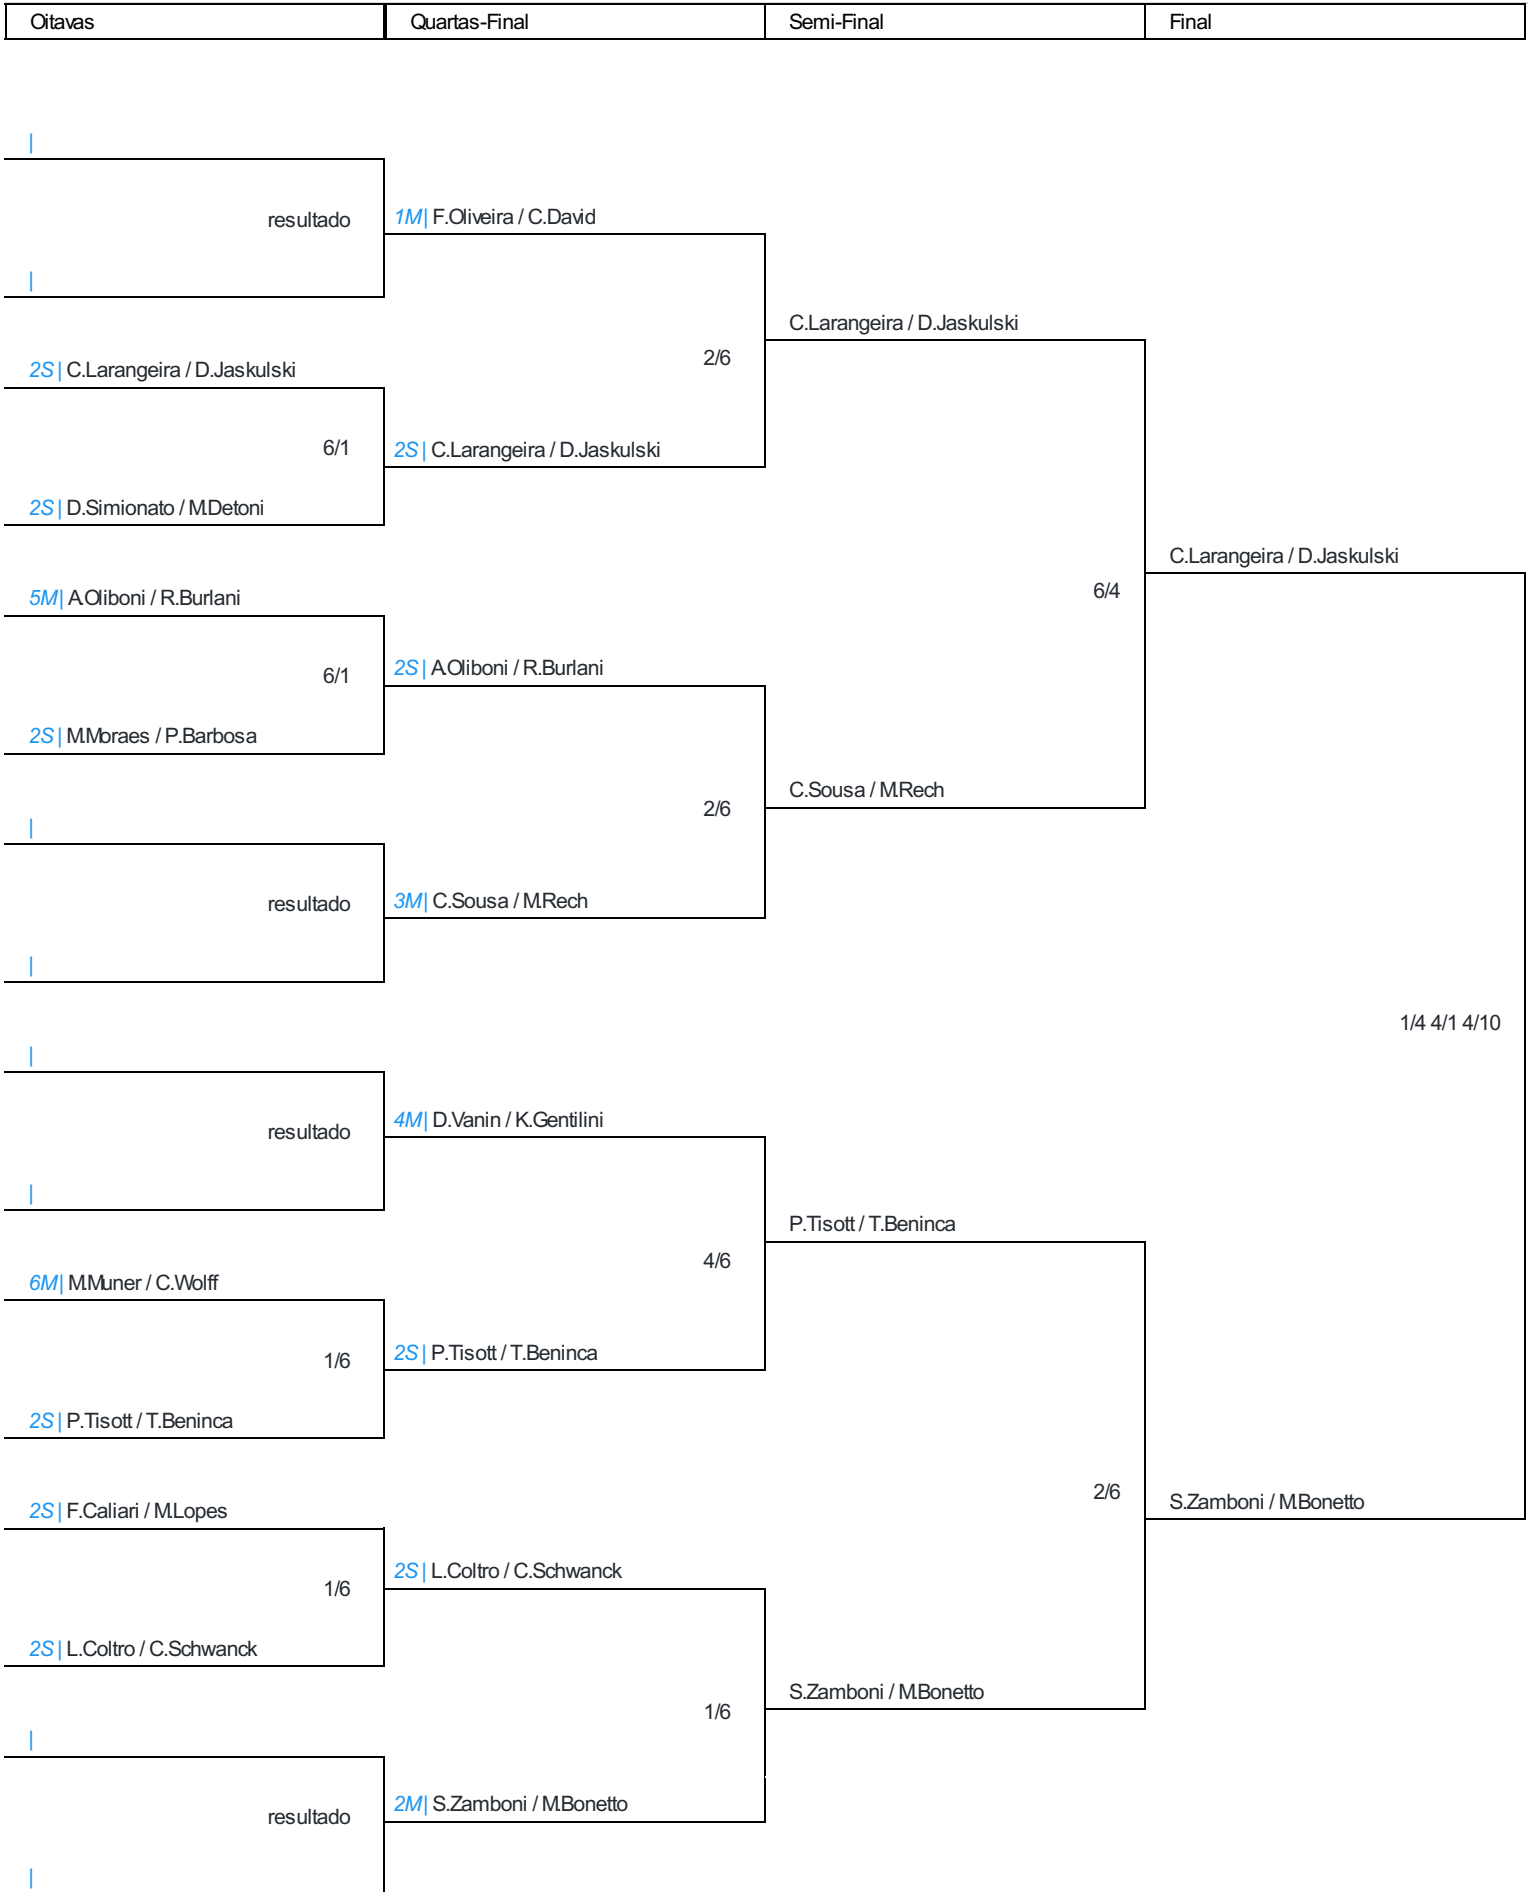 Oitavas Quartas-Final Semi-Final Final
|
resultado
1M| F.Oliveira / C.David
|
C.Larangeira / D.Jaskulski
2/6
2S| C.Larangeira / D.Jaskulski
6/1
2S| C.Larangeira / D.Jaskulski
2S| D.Simionato / M.Detoni
C.Larangeira / D.Jaskulski
6/4
5M| A.Oliboni / R.Burlani
2S| A.Oliboni / R.Burlani
6/1
2S| M.Moraes / P.Barbosa
C.Sousa / M.Rech
2/6
|
resultado
3M| C.Sousa / M.Rech
|
1/4 4/1 4/10
|
4M| D.Vanin / K.Gentilini
resultado
|
P.Tisott / T.Beninca
4/6
6M| M.Muner / C.Wolff
1/6
2S| P.Tisott / T.Beninca
2S| P.Tisott / T.Beninca
2/6
S.Zamboni / M.Bonetto
2S| F.Caliari / M.Lopes
2S| L.Coltro / C.Schwanck
1/6
2S| L.Coltro / C.Schwanck
S.Zamboni / M.Bonetto
1/6
|
2M| S.Zamboni / M.Bonetto
resultado
|